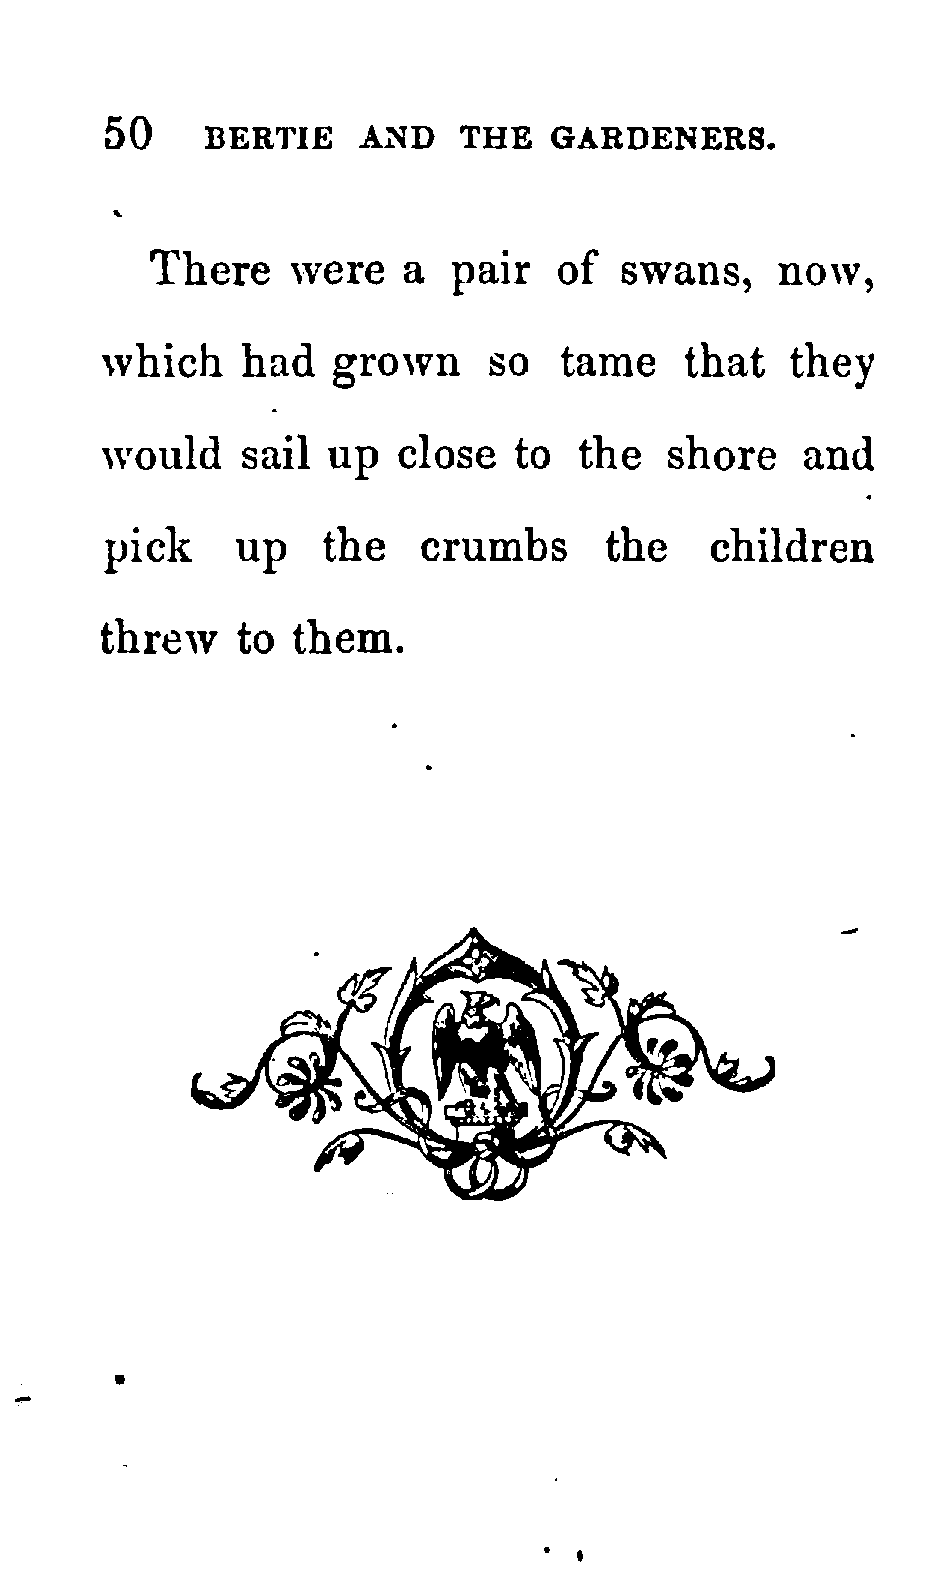 50 BERTIE AND THE GARDENERS.
There were a pair of swans, now,
which had grown so tame that they
would sail up close to the shore and
pick up the crumbs the children
threw to them.